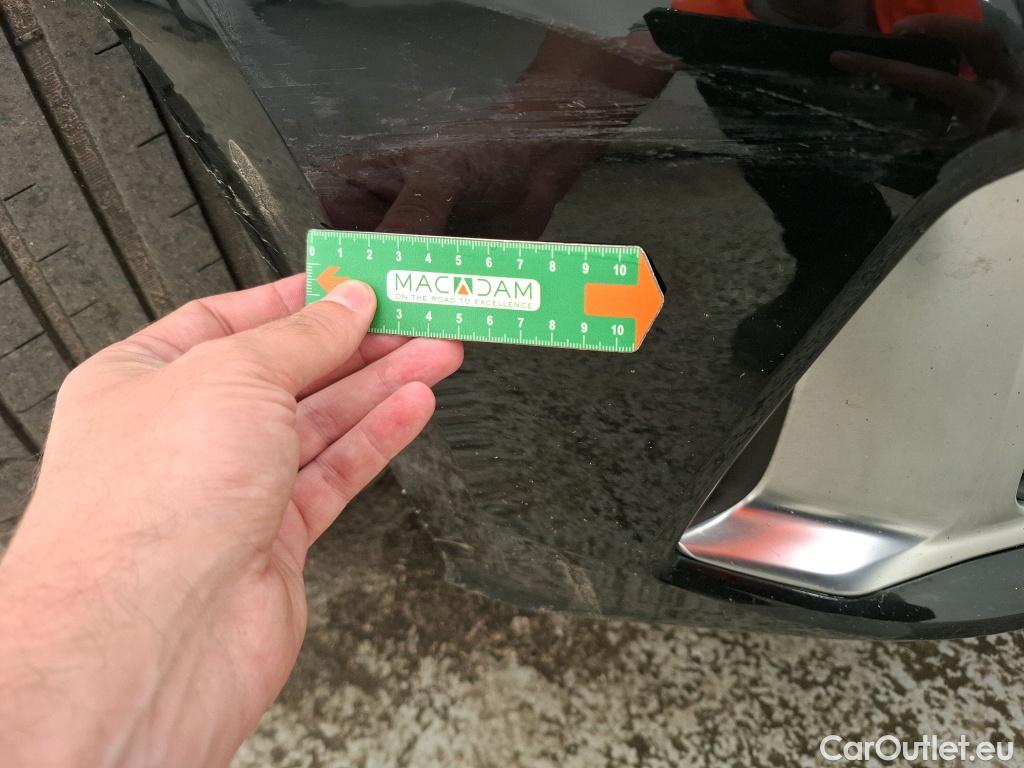 0 1 2 3 4 5 6 7 8 9 10
MACADAM
ON THE ROAD TO EXCELLENCE
3 4 5 6 7 8 9 10
CarOutlet.eu